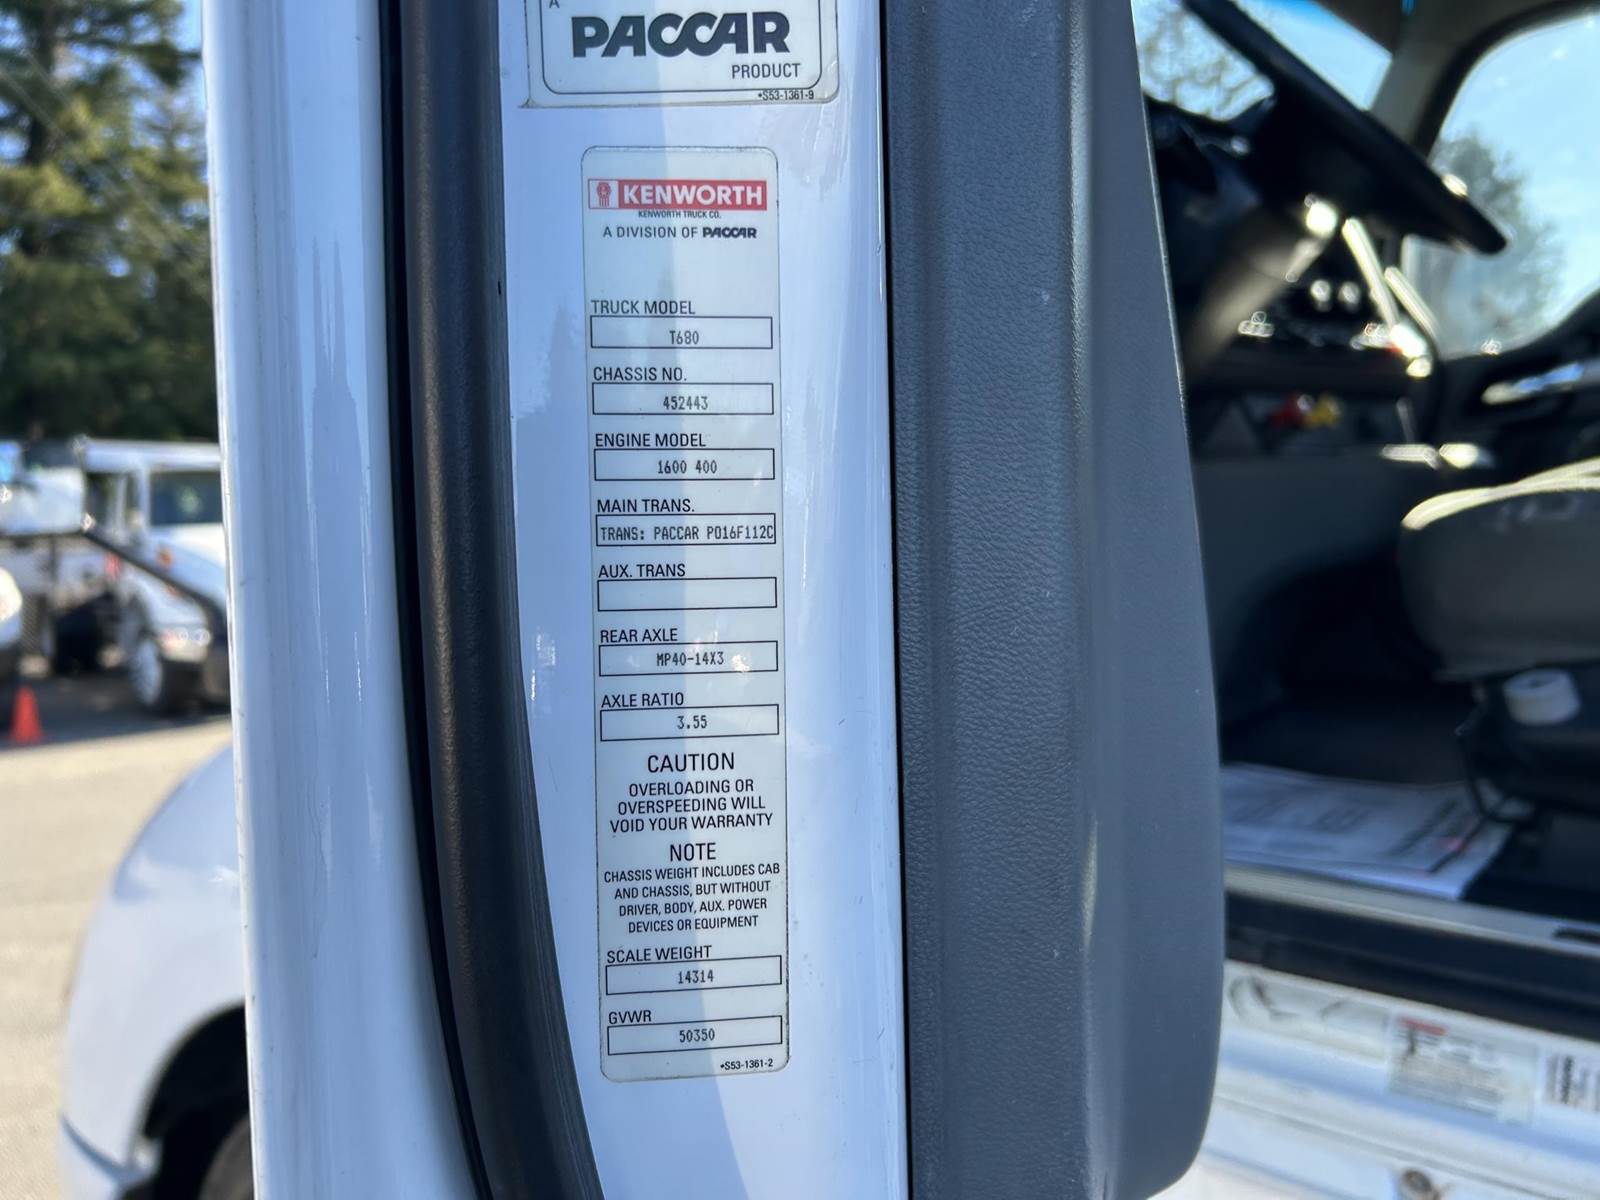 A
PACCAR
PRODUCT
•S53-1361-9
KENWORTH
KENWORTH TRUCK CO.
A DIVISION OF PACCAR
TRUCK MODEL
T680
CHASSIS NO.
452443
ENGINE MODEL
1600 400
MAIN TRANS.
TRANS: PACCAR PO16F112C
AUX. TRANS
REAR AXLE
MP40-14X3
AXLE RATIO
3.55
CAUTION
OVERLOADING OR
OVERSPEEDING WILL
VOID YOUR WARRANTY
NOTE
CHASSIS WEIGHT INCLUDES CAB
AND CHASSIS, BUT WITHOUT
DRIVER, BODY, AUX. POWER
DEVICES OR EQUIPMENT
SCALE WEIGHT
14314
GVWR
50350
•S53-1361-2